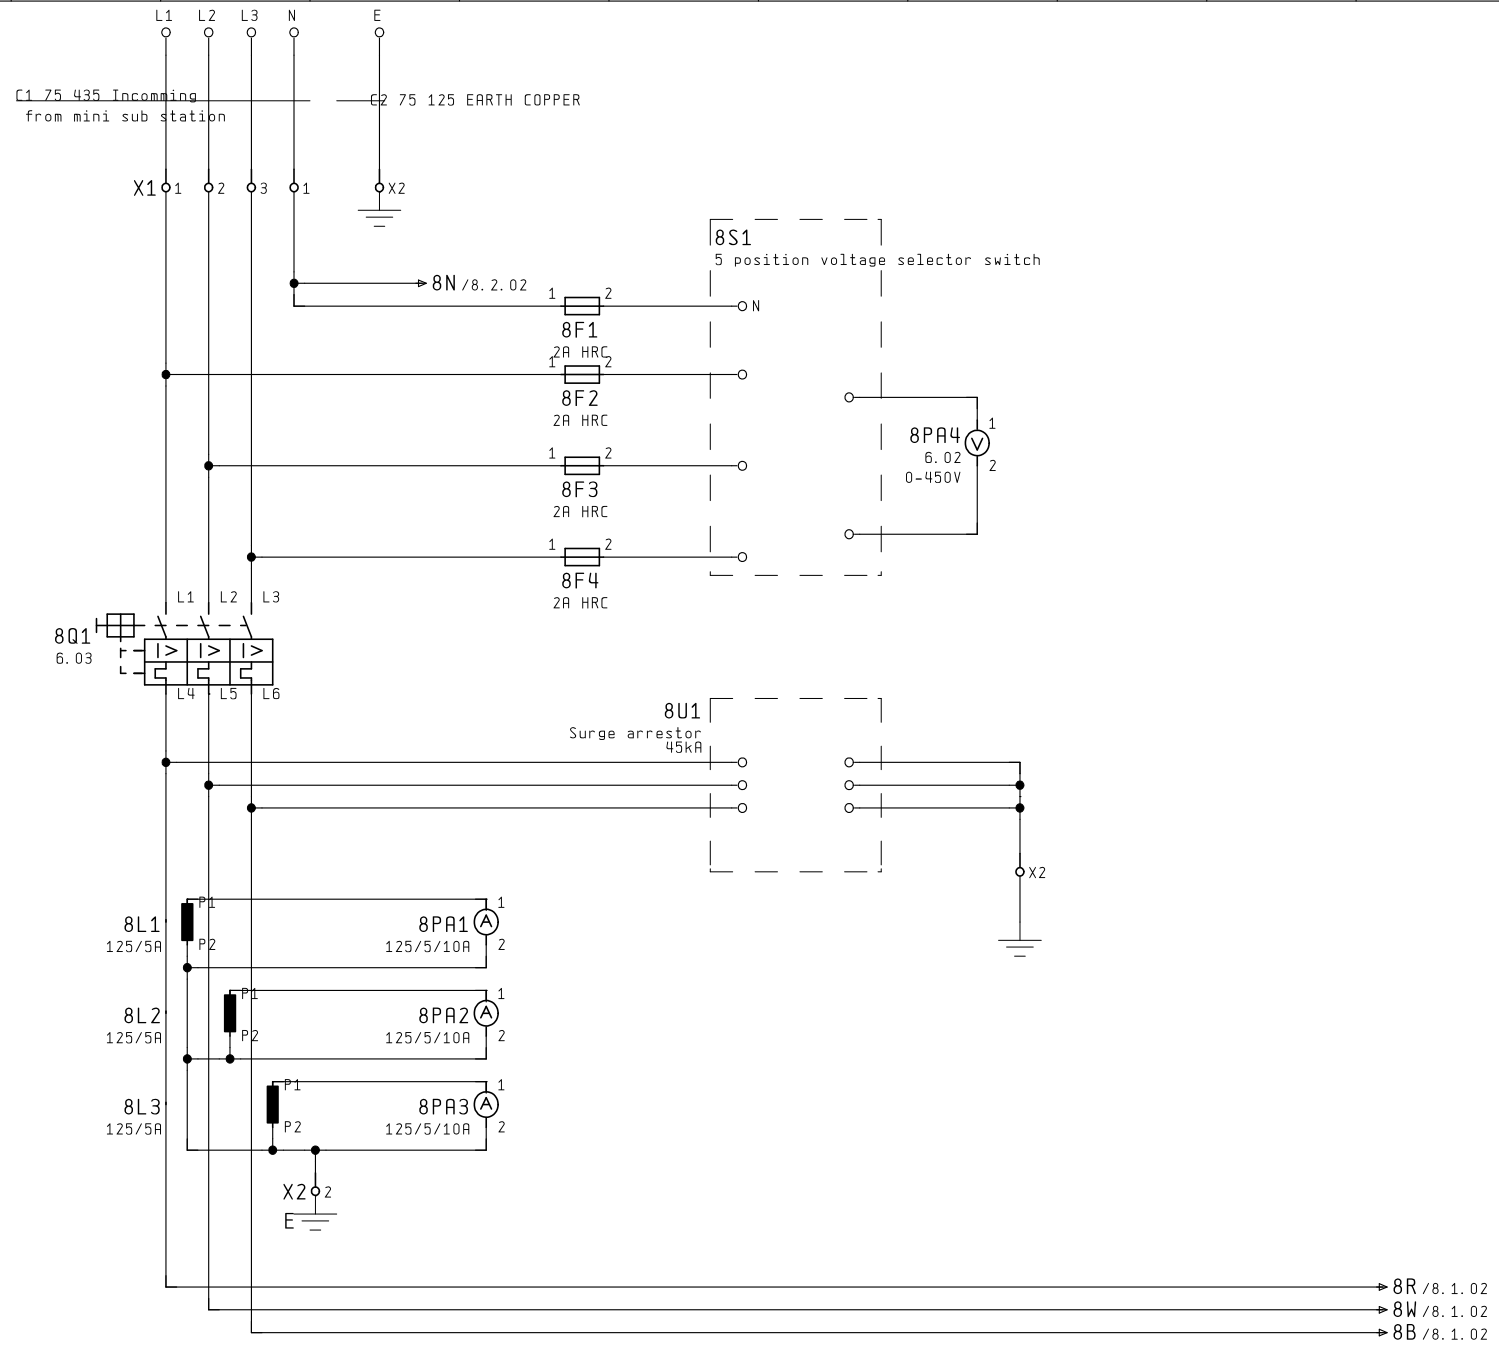 L1 L2 L3 N E
C1 75 435 Incomming
from mini sub station
C2 75 125 EARTH COPPER
X1 1 2 3 1 X2
8S1
5 position voltage selector switch
8N /8.2.02
1 2 N
8F1
2A HRC
1 2
8F2
2A HRC
1
8PA4 V
6.02
2
0-450V
1 2
8F3
2A HRC
1 2
8F4
2A HRC
L1 L2 L3
8Q1
6.03
I> I> I>
L4 L5 L6
8U1
Surge arrestor
45kA
X2
P1 1
8L1 8PA1 A
125/5A P2 125/5/10A 2
P1 1
8L2 8PA2 A
125/5A P2 125/5/10A 2
P1 1
8L3 8PA3 A
125/5A P2 125/5/10A 2
X2 2
E
8R /8.1.02
8W /8.1.02
8B /8.1.02